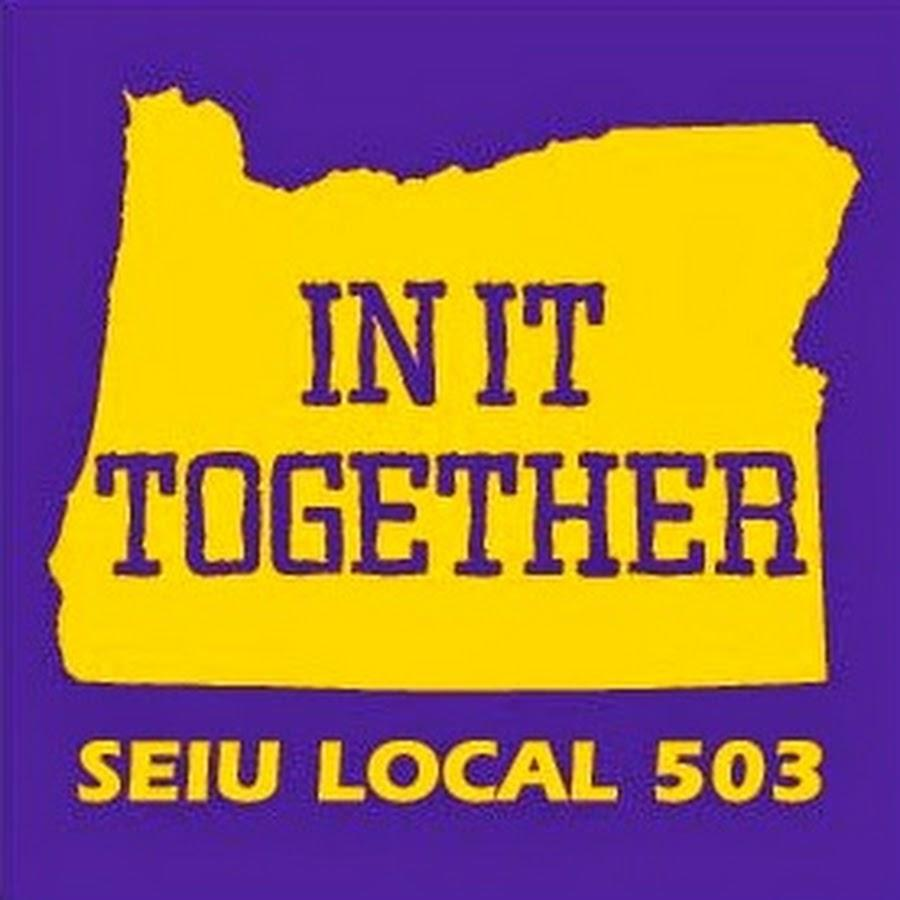 IN IT
TOGETHER
SEIU LOCAL 503